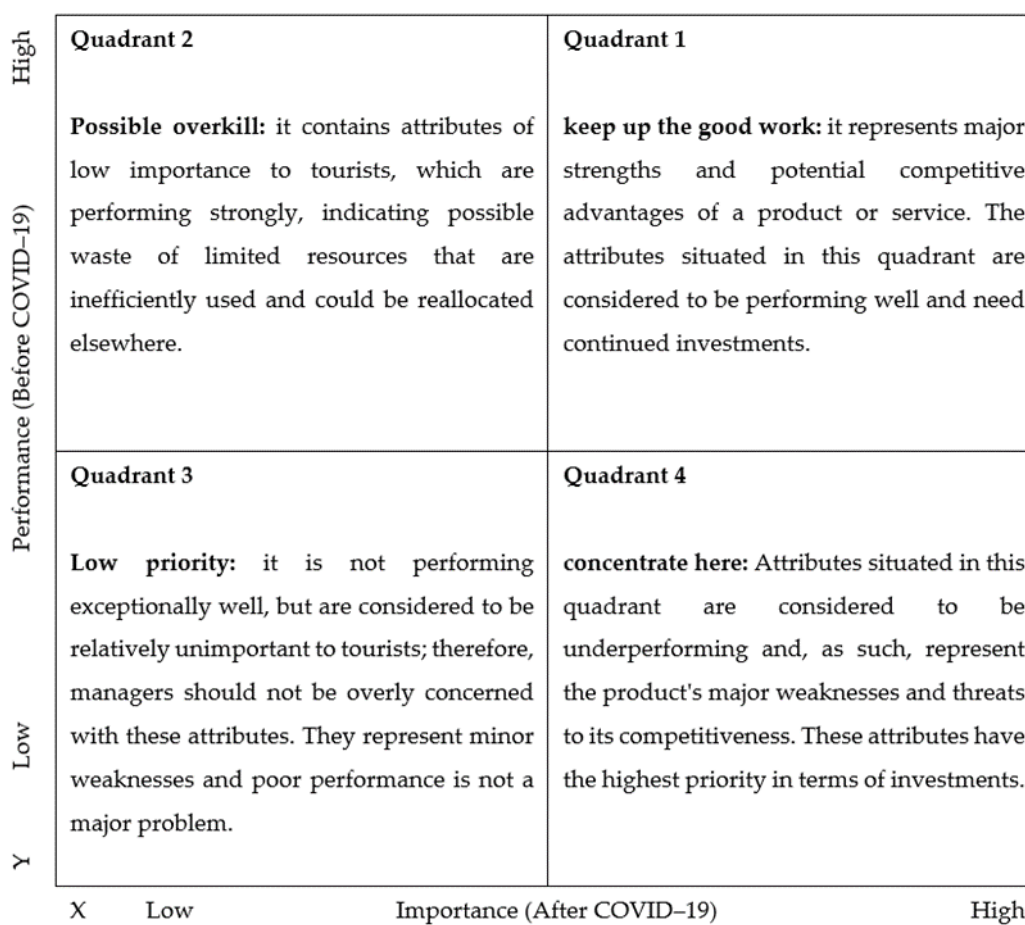 High
Performance (Before COVID–19)
Low
Y
Quadrant 2
Possible overkill: it contains attributes of
low importance to tourists, which are
performing strongly, indicating possible
waste of limited resources that are
inefficiently used and could be reallocated
elsewhere.
Quadrant 1
keep up the good work: it represents major
strengths and potential competitive
advantages of a product or service. The
attributes situated in this quadrant are
considered to be performing well and need
continued investments.
Quadrant 3
Low priority: it is not performing
exceptionally well, but are considered to be
relatively unimportant to tourists; therefore,
managers should not be overly concerned
with these attributes. They represent minor
weaknesses and poor performance is not a
major problem.
Quadrant 4
concentrate here: Attributes situated in this
quadrant are considered to be
underperforming and, as such, represent
the product's major weaknesses and threats
to its competitiveness. These attributes have
the highest priority in terms of investments.
X Low Importance (After COVID–19) High